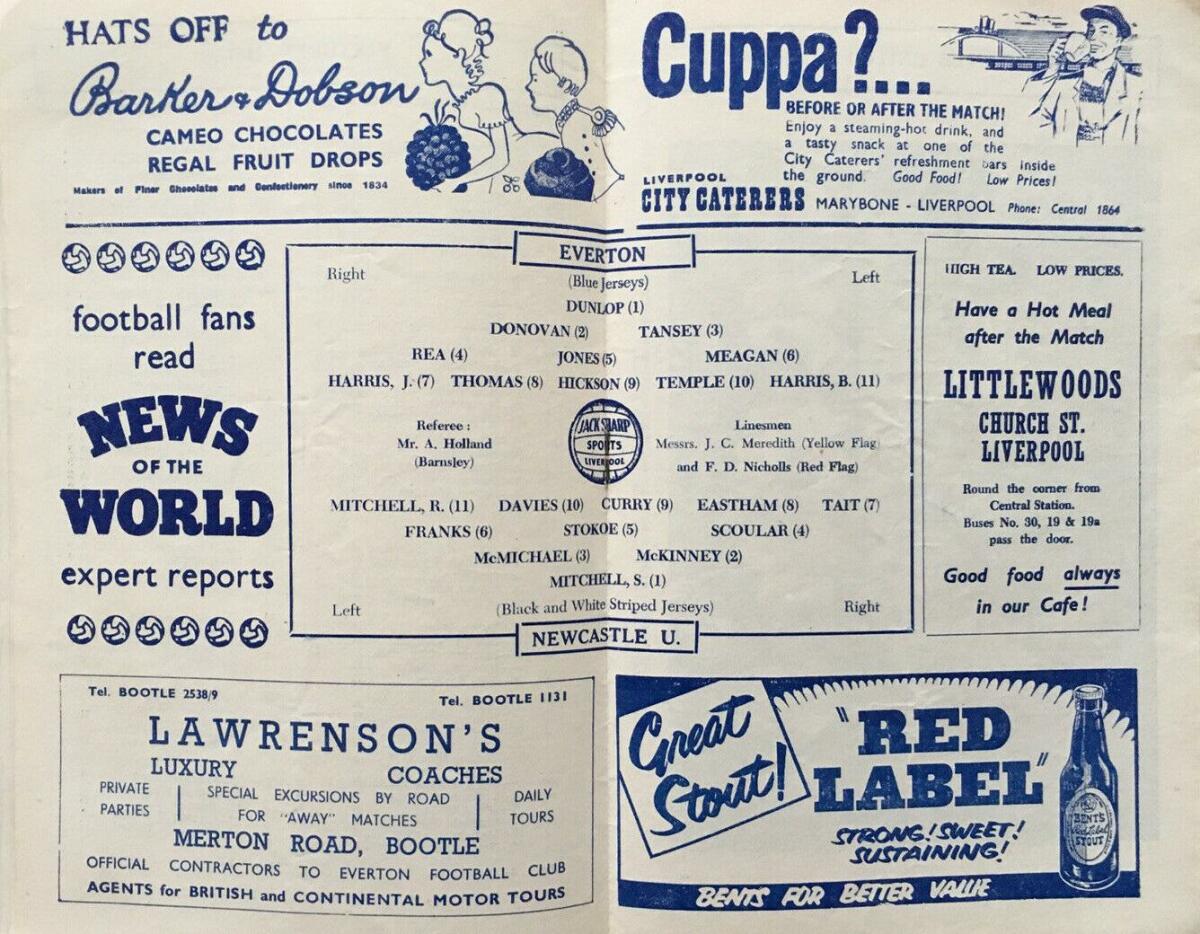 HATS OFF to
Barker & Dobson
CAMEO CHOCOLATES
REGAL FRUIT DROPS
Makers of Finer Chocolates and Confectionery since 1834
Cuppa?...
BEFORE OR AFTER THE MATCH!
Enjoy a steaming-hot drink, and
a tasty snack at one of the
City Caterers' refreshment bars inside
the ground. Good Food! Low Prices!
LIVERPOOL
CITY CATERERS MARYBONE - LIVERPOOL Phone: Central 1864
football fans
read
NEWS
OF THE
WORLD
expert reports
EVERTON
Right (Blue Jerseys) Left
DUNLOP (1)
DONOVAN (2) TANSEY (3)
REA (4) JONES (5) MEAGAN (6)
HARRIS, J. (7) THOMAS (8) HICKSON (9) TEMPLE (10) HARRIS, B. (11)
Referee :
Mr. A. Holland
(Barnsley)
JACK SHARP
SPORTS
LIVERPOOL
Linesmen
Messrs. J. C. Meredith (Yellow Flag)
and F. D. Nicholls (Red Flag)
MITCHELL, R. (11) DAVIES (10) CURRY (9) EASTHAM (8) TAIT (7)
FRANKS (6) STOKOE (5) SCOULAR (4)
McMICHAEL (3) McKINNEY (2)
MITCHELL, S. (1)
Left (Black and White Striped Jerseys) Right
NEWCASTLE U.
HIGH TEA. LOW PRICES.
Have a Hot Meal
after the Match
LITTLEWOODS
CHURCH ST.
LIVERPOOL
Round the corner from
Central Station.
Buses No. 30, 19 & 19a
pass the door.
Good food always
in our Cafe!
Tel. BOOTLE 2538/9 Tel. BOOTLE 1131
LAWRENSON'S
LUXURY COACHES
PRIVATE PARTIES
SPECIAL EXCURSIONS BY ROAD
FOR "AWAY" MATCHES
DAILY TOURS
MERTON ROAD, BOOTLE
OFFICIAL CONTRACTORS TO EVERTON FOOTBALL CLUB
AGENTS for BRITISH and CONTINENTAL MOTOR TOURS
Great
Stout!
"RED
LABEL"
STRONG! SWEET!
SUSTAINING!
BENT'S
Red Label
STOUT
BENTS FOR BETTER VALUE